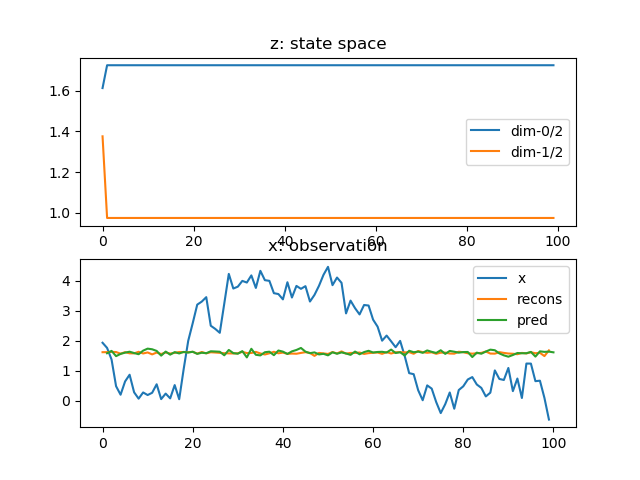 z: state space
1.6
1.4
1.2
1.0
dim-0/2
dim-1/2
0 20 40 60 80 100
x: observation
4
3
2
1
0
x
recons
pred
0 20 40 60 80 100